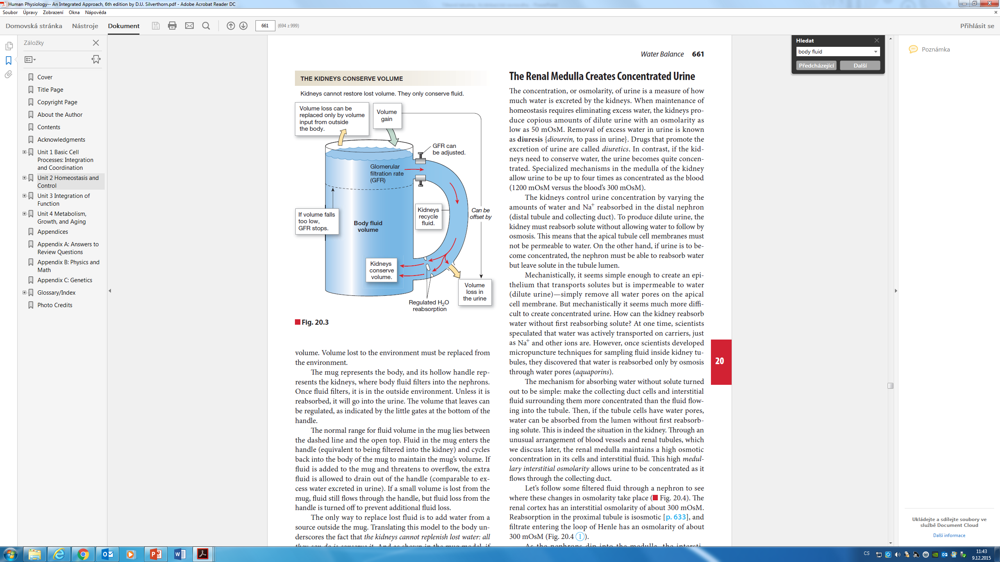 Human Physiology-- An Integrated Approach, 6th edition by D.U. Silverthorn.pdf - Adobe Acrobat Reader DC
Soubor Úpravy Zobrazení Okna Nápověda
Domovská stránka Nástroje Dokument 661 (694 z 999) Přihlásit se
Záložky
Cover
Title Page
Copyright Page
About the Author
Contents
Acknowledgments
Unit 1 Basic Cell
Processes: Integration
and Coordination
Unit 2 Homeostasis and
Control
Unit 3 Integration of
Function
Unit 4 Metabolism,
Growth, and Aging
Appendices
Appendix A: Answers to
Review Questions
Appendix B: Physics and
Math
Appendix C: Genetics
Glossary/Index
Photo Credits
Water Balance 661
THE KIDNEYS CONSERVE VOLUME
Kidneys cannot restore lost volume. They only conserve fluid.
Volume loss can be
replaced only by volume
input from outside
the body.
Volume
gain
GFR can
be adjusted.
Glomerular
filtration rate
(GFR)
If volume falls
too low,
GFR stops.
Body fluid
volume
Kidneys
recycle
fluid.
Can be
offset by
Kidneys
conserve
volume.
Volume
loss in
the urine
Regulated H₂O
reabsorption
Fig. 20.3
volume. Volume lost to the environment must be replaced from
the environment.
The mug represents the body, and its hollow handle rep-
resents the kidneys, where body fluid filters into the nephrons.
Once fluid filters, it is in the outside environment. Unless it is
reabsorbed, it will go into the urine. The volume that leaves can
be regulated, as indicated by the little gates at the bottom of the
handle.
The normal range for fluid volume in the mug lies between
the dashed line and the open top. Fluid in the mug enters the
handle (equivalent to being filtered into the kidney) and cycles
back into the body of the mug to maintain the mug's volume. If
fluid is added to the mug and threatens to overflow, the extra
fluid is allowed to drain out of the handle (comparable to ex-
cess water excreted in urine). If a small volume is lost from the
mug, fluid still flows through the handle, but fluid loss from the
handle is turned off to prevent additional fluid loss.
The only way to replace lost fluid is to add water from a
source outside the mug. Translating this model to the body un-
derscores the fact that the kidneys cannot replenish lost water: all
they can do is conserve it. And as shown in the mug model, if
The Renal Medulla Creates Concentrated Urine
The concentration, or osmolarity, of urine is a measure of how
much water is excreted by the kidneys. When maintenance of
homeostasis requires eliminating excess water, the kidneys pro-
duce copious amounts of dilute urine with an osmolarity as
low as 50 mOsM. Removal of excess water in urine is known
as diuresis {diourein, to pass in urine}. Drugs that promote the
excretion of urine are called diuretics. In contrast, if the kid-
neys need to conserve water, the urine becomes quite concen-
trated. Specialized mechanisms in the medulla of the kidney
allow urine to be up to four times as concentrated as the blood
(1200 mOsM versus the blood's 300 mOsM).
The kidneys control urine concentration by varying the
amounts of water and Na⁺ reabsorbed in the distal nephron
(distal tubule and collecting duct). To produce dilute urine, the
kidney must reabsorb solute without allowing water to follow by
osmosis. This means that the apical tubule cell membranes must
not be permeable to water. On the other hand, if urine is to be-
come concentrated, the nephron must be able to reabsorb water
but leave solute in the tubule lumen.
Mechanistically, it seems simple enough to create an epi-
thelium that transports solutes but is impermeable to water
(dilute urine)—simply remove all water pores on the apical
cell membrane. But mechanistically it seems much more diffi-
cult to create concentrated urine. How can the kidney reabsorb
water without first reabsorbing solute? At one time, scientists
speculated that water was actively transported on carriers, just
as Na⁺ and other ions are. However, once scientists developed
micropuncture techniques for sampling fluid inside kidney tu-
bules, they discovered that water is reabsorbed only by osmosis
through water pores (aquaporins).
The mechanism for absorbing water without solute turned
out to be simple: make the collecting duct cells and interstitial
fluid surrounding them more concentrated than the fluid flow-
ing into the tubule. Then, if the tubule cells have water pores,
water can be absorbed from the lumen without first reabsorb-
ing solute. This is indeed the situation in the kidney. Through an
unusual arrangement of blood vessels and renal tubules, which
we discuss later, the renal medulla maintains a high osmotic
concentration in its cells and interstitial fluid. This high medul-
lary interstitial osmolarity allows urine to be concentrated as it
flows through the collecting duct.
Let's follow some filtered fluid through a nephron to see
where these changes in osmolarity take place (Fig. 20.4). The
renal cortex has an interstitial osmolarity of about 300 mOsM.
Reabsorption in the proximal tubule is isosmotic [p. 633], and
filtrate entering the loop of Henle has an osmolarity of about
300 mOsM (Fig. 20.4 ①).
As the nephrons dip into the medulla, the intersti-
20
Hledat
body fluid
Předcházející Další
Poznámka
Ukládejte a sdílejte soubory ve
službě Document Cloud
Další informace
CS
11:43
9.12.2015